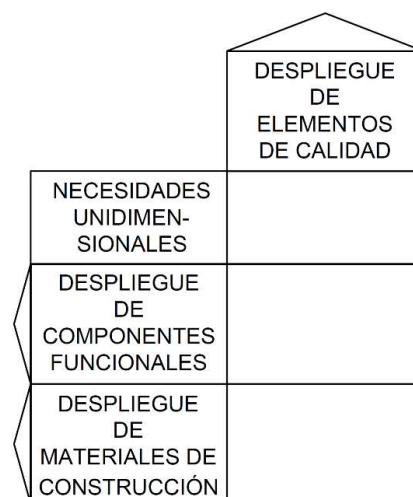 DESPLIEGUE
DE
ELEMENTOS
DE CALIDAD
NECESIDADES
UNIDIMEN-
SIONALES
DESPLIEGUE
DE
COMPONENTES
FUNCIONALES
DESPLIEGUE
DE
MATERIALES DE
CONSTRUCCIÓN